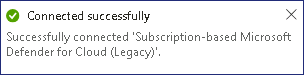 Connected successfully
Successfully connected 'Subscription-based Microsoft
Defender for Cloud (Legacy)'.